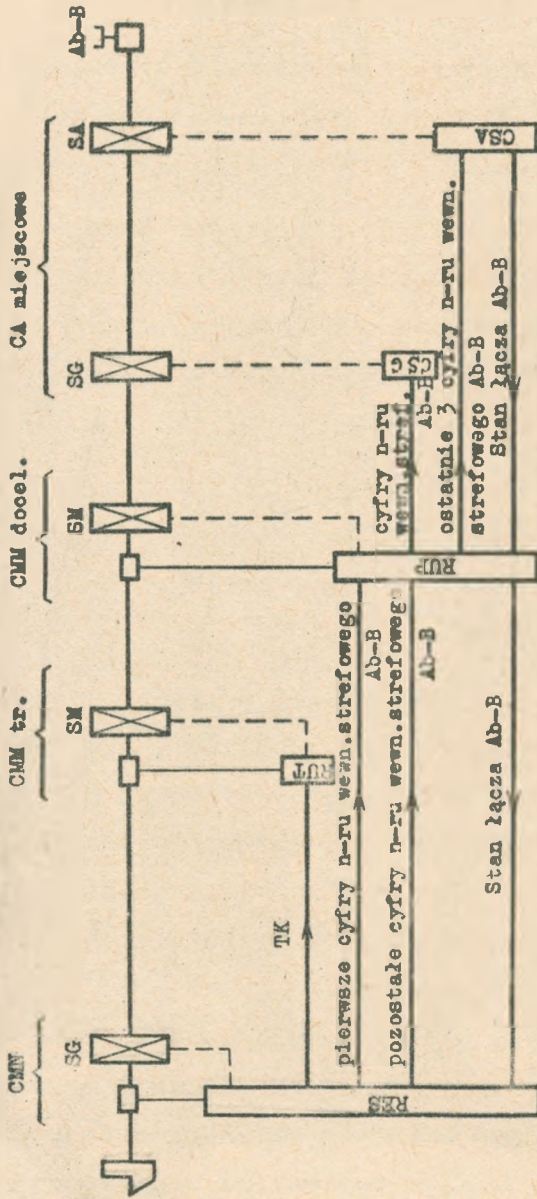 CMN
CMM tr.
CMM docel.
CA miejscowe
SG
SM
SM
SG
SA
Ab-B
TK
RUT
pierwsze cyfry n-ru wewn.strefowego
Ab-B
pozostałe cyfry n-ru wewn.strefowego
Ab-B
cyfry n-ru
wewn.stref.
Ab-B
CSG
ostatnie 3 cyfry n-ru wewn.
strefowego Ab-B
Stan łącza Ab-B
Stan łącza Ab-B
RES
RUP
CSA